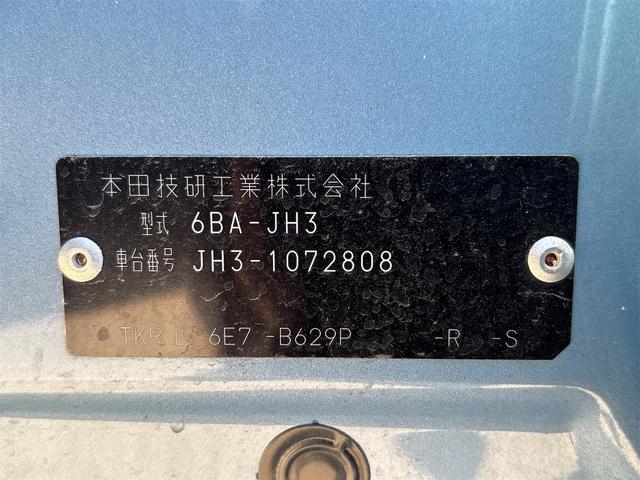 本田技研工業株式会社
型式 6BA-JH3
車台番号 JH3-1072808
TKR L 6E7 -B629P -R -S